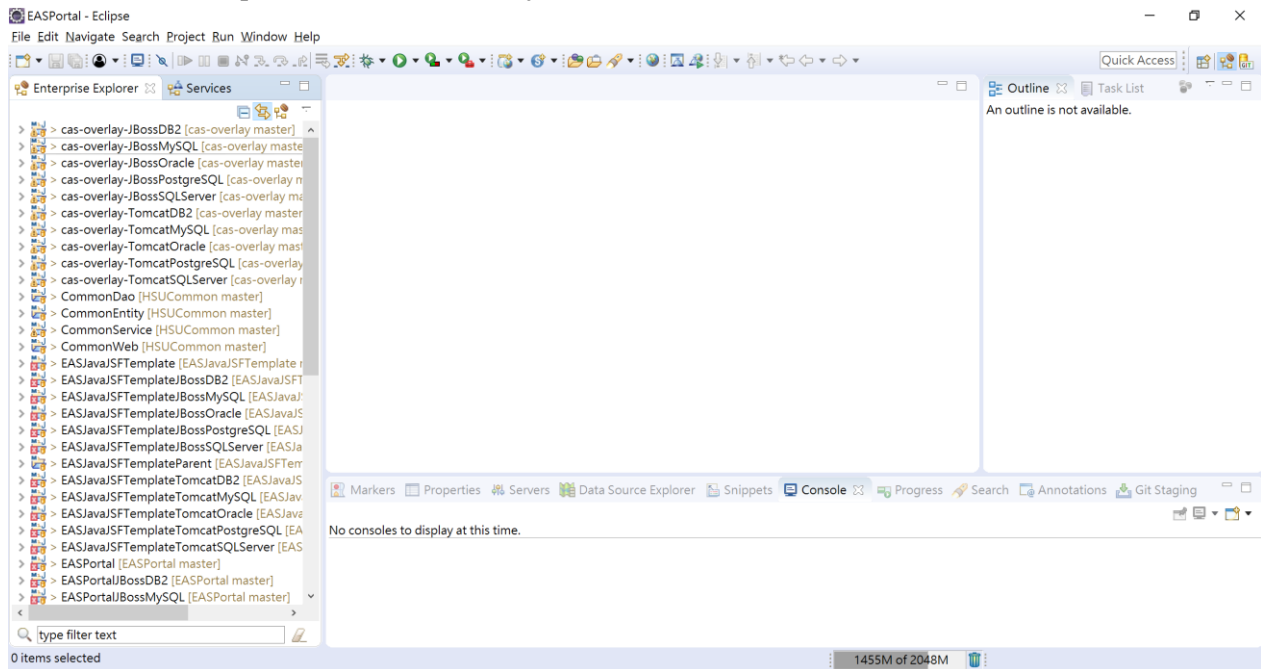 EASPortal - Eclipse
File Edit Navigate Search Project Run Window Help
Quick Access
Enterprise Explorer
Services
> cas-overlay-JBossDB2 [cas-overlay master]
> cas-overlay-JBossMySQL [cas-overlay maste
> cas-overlay-JBossOracle [cas-overlay master
> cas-overlay-JBossPostgreSQL [cas-overlay m
> cas-overlay-JBossSQLServer [cas-overlay ma
> cas-overlay-TomcatDB2 [cas-overlay master
> cas-overlay-TomcatMySQL [cas-overlay mas
> cas-overlay-TomcatOracle [cas-overlay mast
> cas-overlay-TomcatPostgreSQL [cas-overlay
> cas-overlay-TomcatSQLServer [cas-overlay r
> CommonDao [HSUCommon master]
> CommonEntity [HSUCommon master]
> CommonService [HSUCommon master]
> CommonWeb [HSUCommon master]
> EASJavaJSFTemplate [EASJavaJSFTemplate r
> EASJavaJSFTemplateJBossDB2 [EASJavaJSFT
> EASJavaJSFTemplateJBossMySQL [EASJavaJ
> EASJavaJSFTemplateJBossOracle [EASJavaJS
> EASJavaJSFTemplateJBossPostgreSQL [EASJ
> EASJavaJSFTemplateJBossSQLServer [EASJa
> EASJavaJSFTemplateParent [EASJavaJSFTem
> EASJavaJSFTemplateTomcatDB2 [EASJavaJS
> EASJavaJSFTemplateTomcatMySQL [EASJav
> EASJavaJSFTemplateTomcatOracle [EASJava
> EASJavaJSFTemplateTomcatPostgreSQL [EA
> EASJavaJSFTemplateTomcatSQLServer [EAS
> EASPortal [EASPortal master]
> EASPortalJBossDB2 [EASPortal master]
> EASPortalJBossMySQL [EASPortal master]
type filter text
Outline
Task List
An outline is not available.
Markers Properties Servers Data Source Explorer Snippets Console Progress Search Annotations Git Staging
No consoles to display at this time.
0 items selected
1455M of 2048M